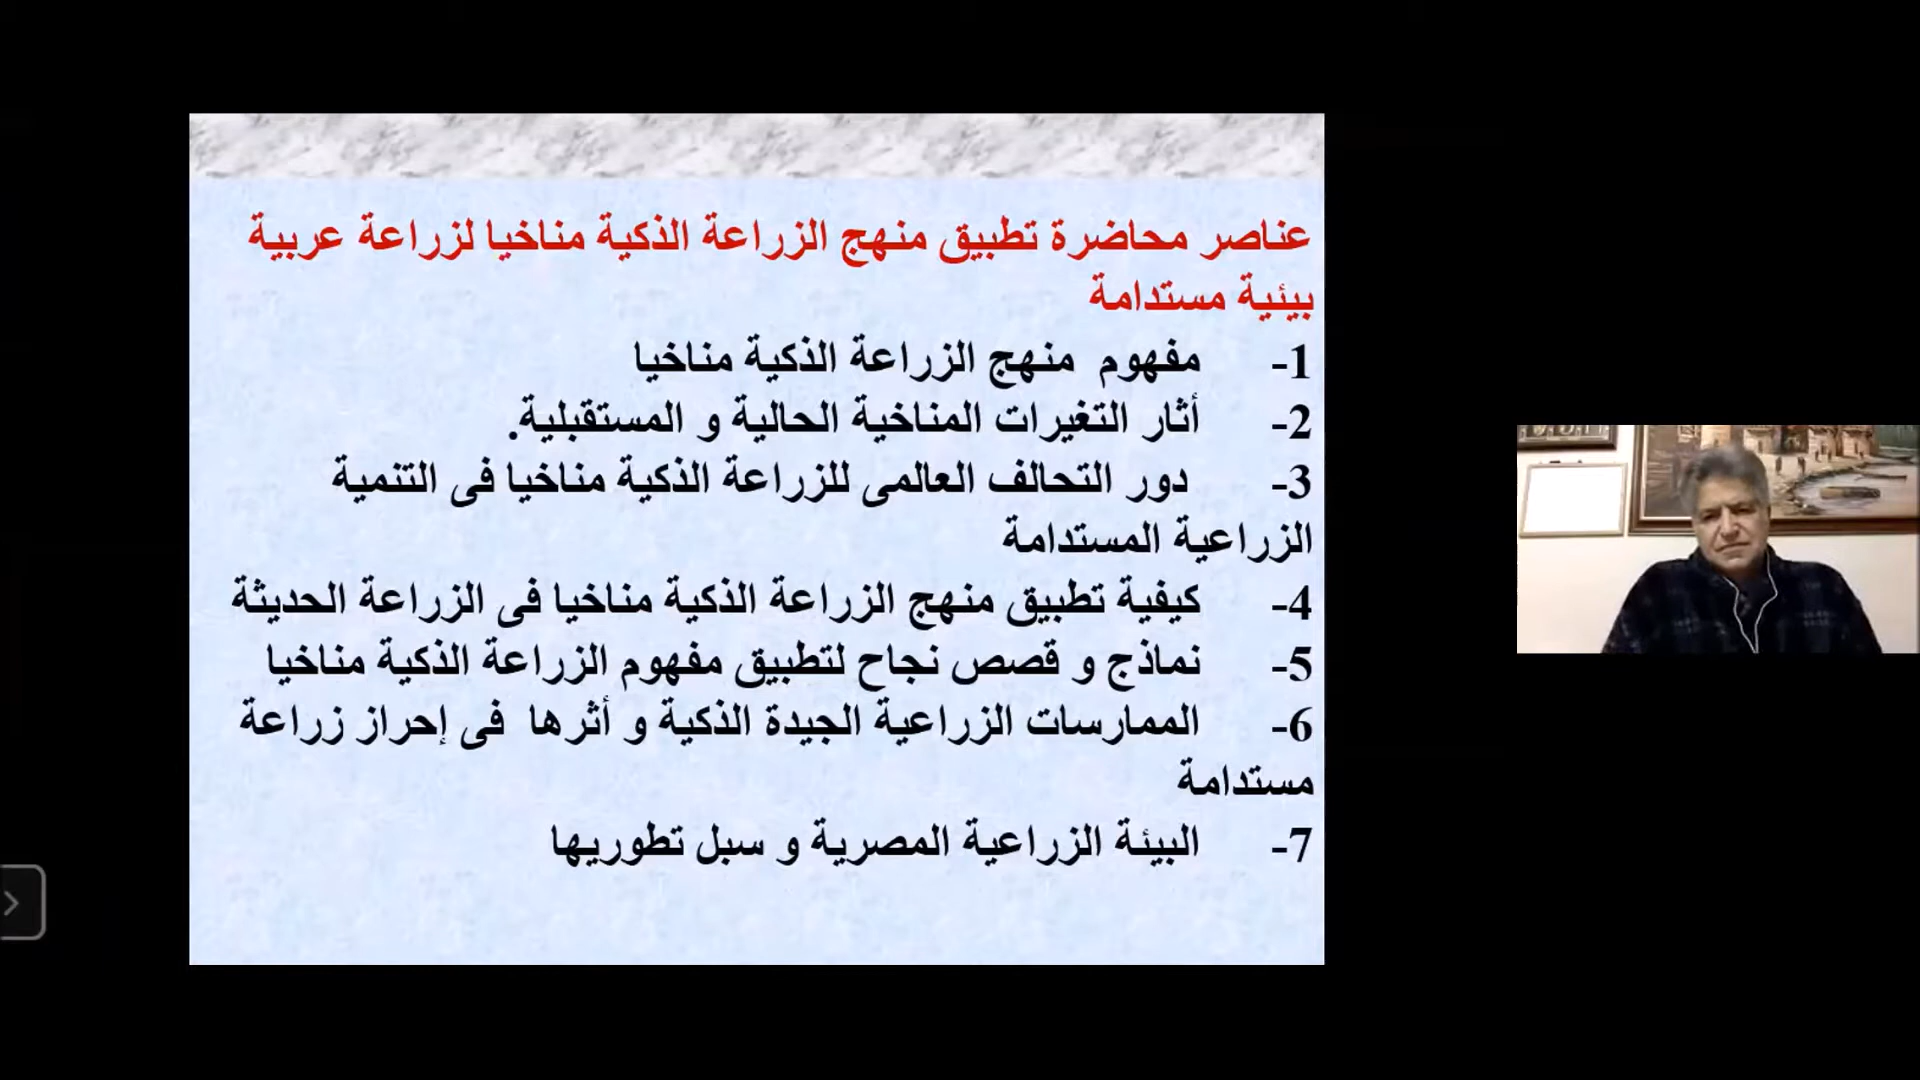 عناصر محاضرة تطبيق منهج الزراعة الذكية مناخيا لزراعة عربية
بيئية مستدامة
1- مفهوم منهج الزراعة الذكية مناخيا
2- أثار التغيرات المناخية الحالية و المستقبلية.
3- دور التحالف العالمى للزراعة الذكية مناخيا فى التنمية
الزراعية المستدامة
4- كيفية تطبيق منهج الزراعة الذكية مناخيا فى الزراعة الحديثة
5- نماذج و قصص نجاح لتطبيق مفهوم الزراعة الذكية مناخيا
6- الممارسات الزراعية الجيدة الذكية و أثرها فى إحراز زراعة
مستدامة
7- البيئة الزراعية المصرية و سبل تطوريها